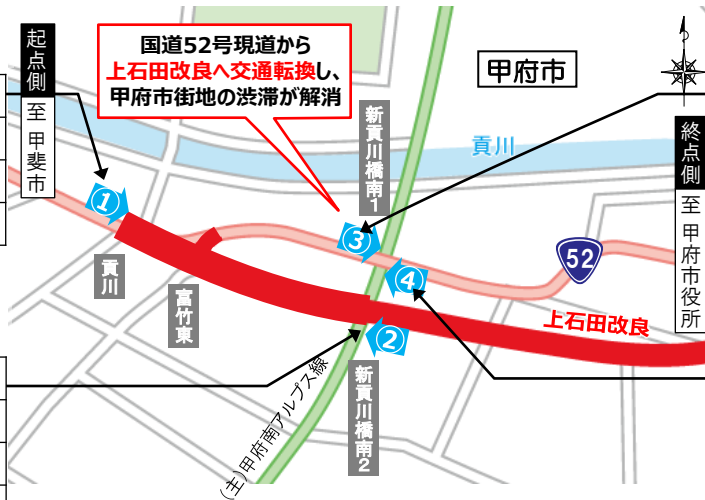 起点側
至 甲斐市
国道52号現道から
上石田改良へ交通転換し、
甲府市街地の渋滞が解消
甲府市
新貢川橋南1
貢川
終点側
至 甲府市役所
①
③
④
②
52
貢川
富竹東
上石田改良
新貢川橋南2
(主)甲府南アルプス線